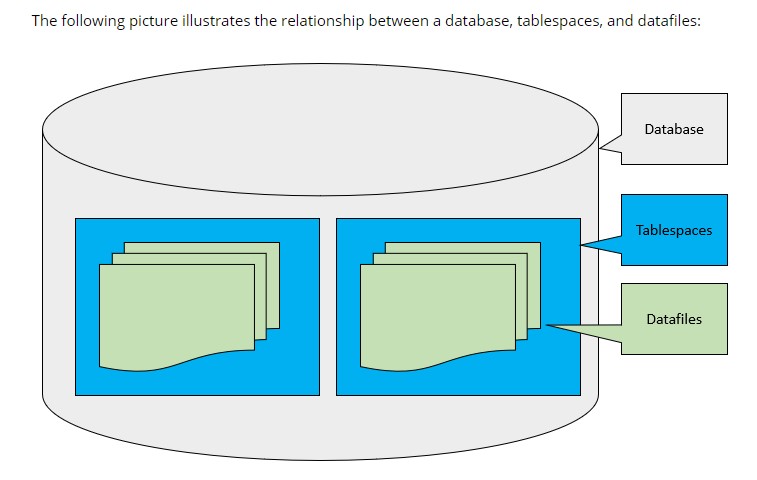 The following picture illustrates the relationship between a database, tablespaces, and datafiles:
Database
Tablespaces
Datafiles